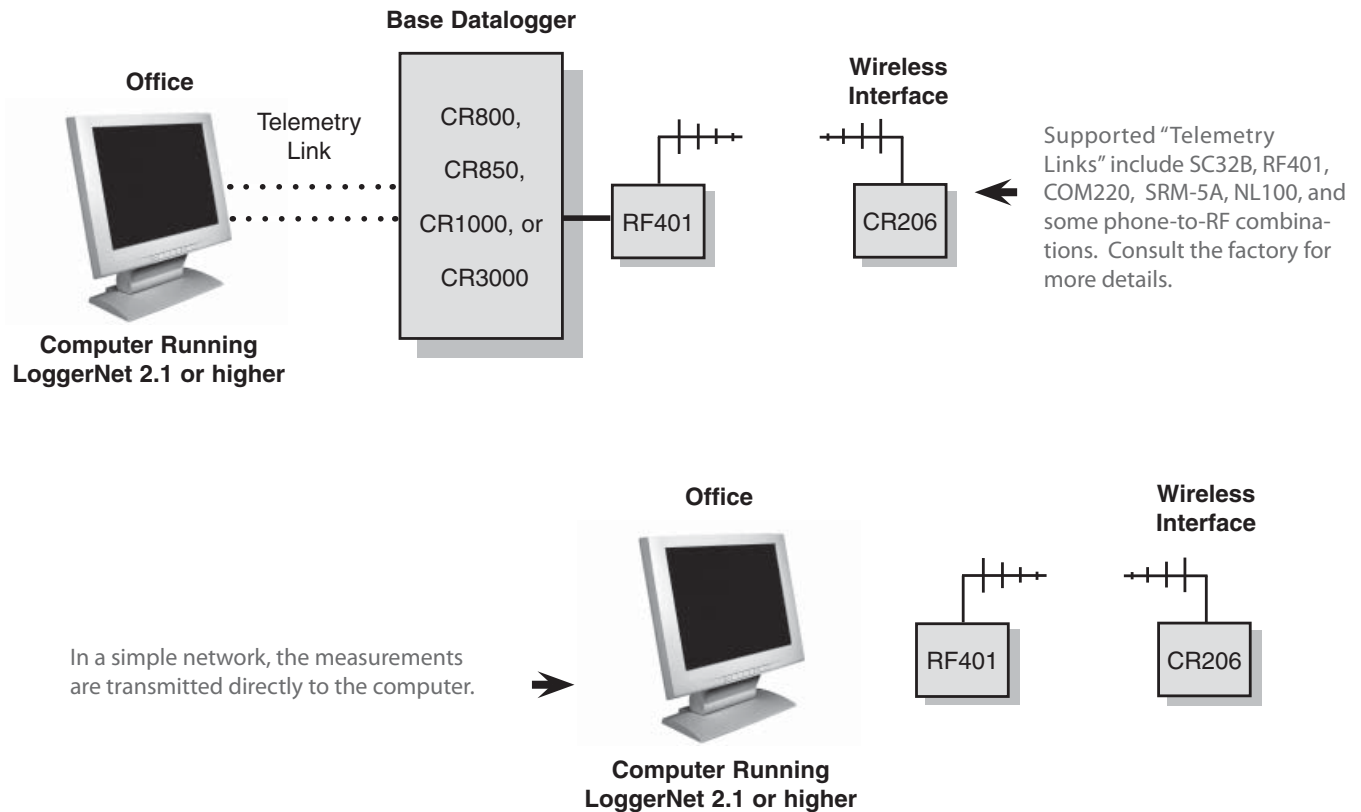 Base Datalogger
Office
Telemetry
Link
CR800,
CR850,
CR1000, or
CR3000
RF401
Wireless
Interface
CR206
Supported “Telemetry
Links” include SC32B, RF401,
COM220, SRM-5A, NL100, and
some phone-to-RF combina-
tions. Consult the factory for
more details.
Computer Running
LoggerNet 2.1 or higher
Office
Wireless
Interface
In a simple network, the measurements
are transmitted directly to the computer.
RF401
CR206
Computer Running
LoggerNet 2.1 or higher